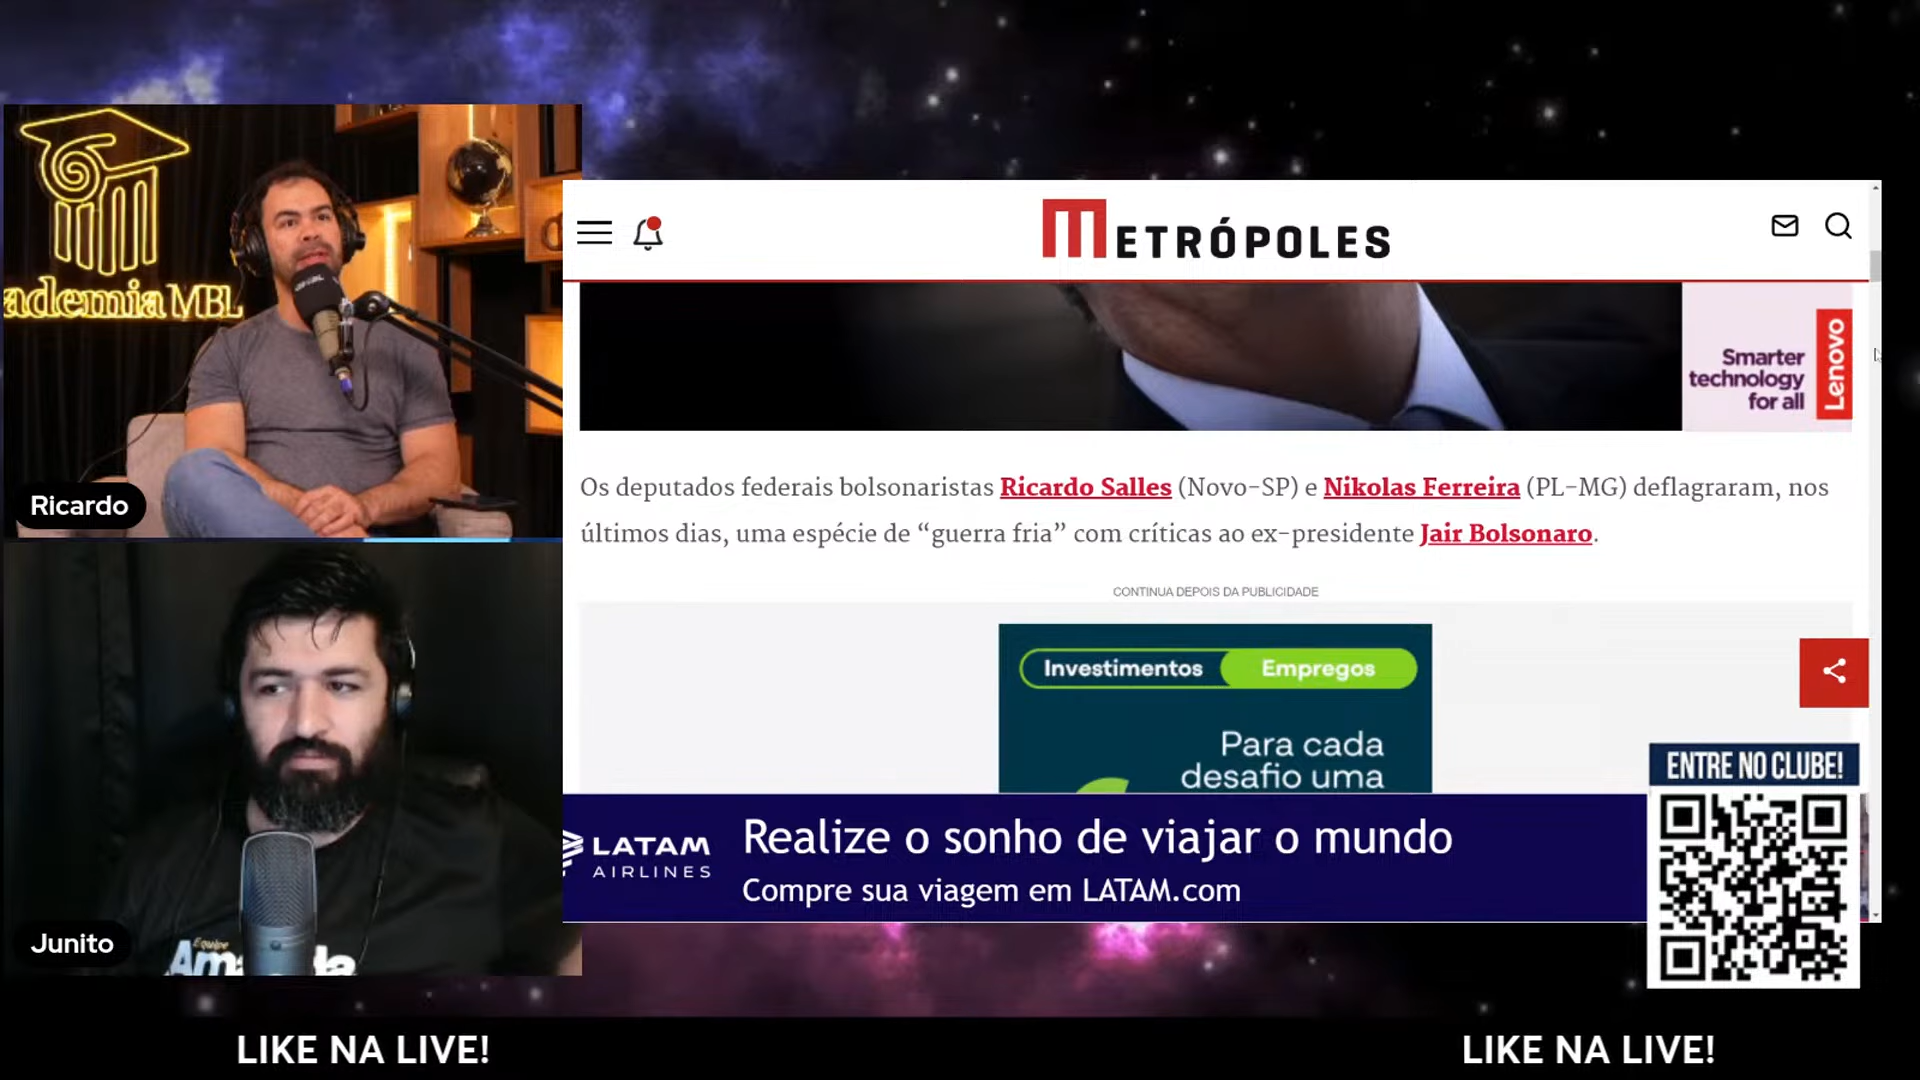 ademia MBL
Ricardo
METRÓPOLES
Smarter
technology
for all
Lenovo
Os deputados federais bolsonaristas Ricardo Salles (Novo-SP) e Nikolas Ferreira (PL-MG) deflagraram, nos
últimos dias, uma espécie de “guerra fria” com críticas ao ex-presidente Jair Bolsonaro.
CONTINUA DEPOIS DA PUBLICIDADE
Investimentos Empregos
Para cada
desafio uma
LATAM
AIRLINES
Realize o sonho de viajar o mundo
Compre sua viagem em LATAM.com
ENTRE NO CLUBE!
Equipe
Junito
LIKE NA LIVE!
LIKE NA LIVE!